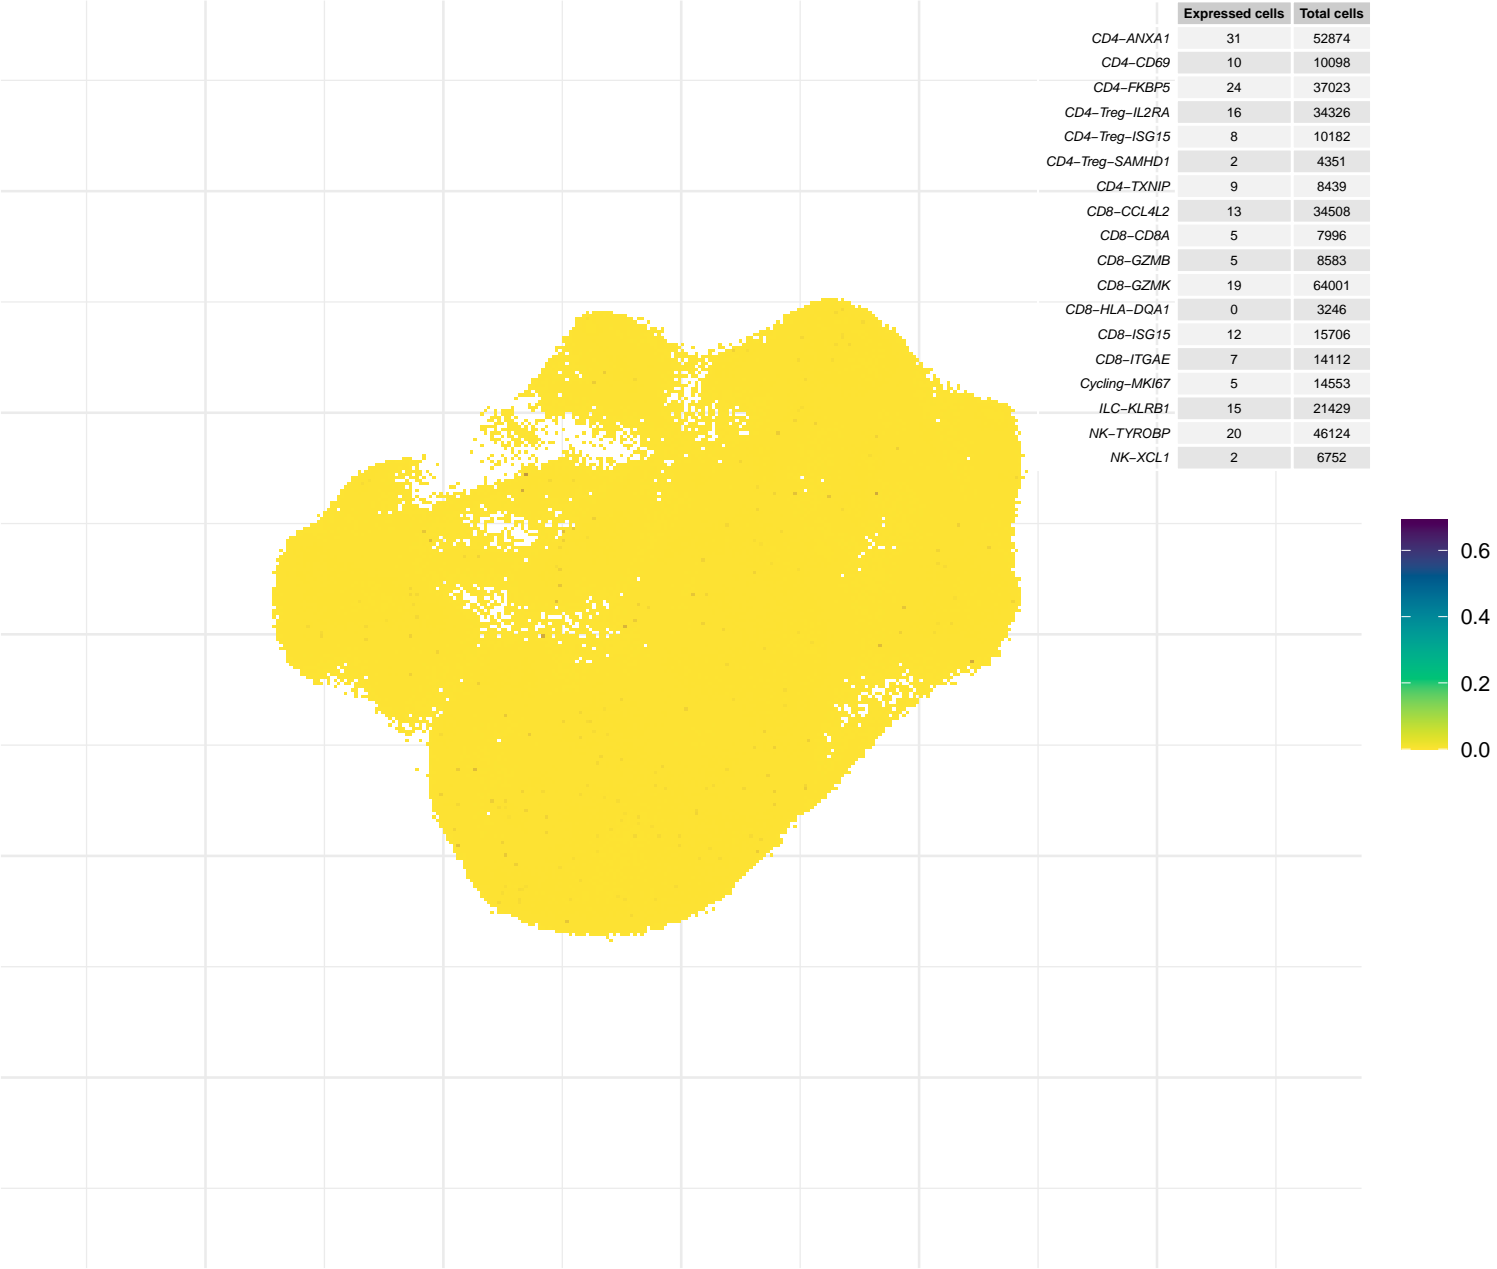 Expressed cells Total cells
CD4−ANXA1 31 52874
CD4−CD69 10 10098
CD4−FKBP5 24 37023
CD4−Treg−IL2RA 16 34326
CD4−Treg−ISG15 8 10182
CD4−Treg−SAMHD1 2 4351
CD4−TXNIP 9 8439
CD8−CCL4L2 13 34508
CD8−CD8A 5 7996
CD8−GZMB 5 8583
CD8−GZMK 19 64001
CD8−HLA−DQA1 0 3246
CD8−ISG15 12 15706
CD8−ITGAE 7 14112
Cycling−MKI67 5 14553
ILC−KLRB1 15 21429
NK−TYROBP 20 46124
NK−XCL1 2 6752
0.6
0.4
0.2
0.0